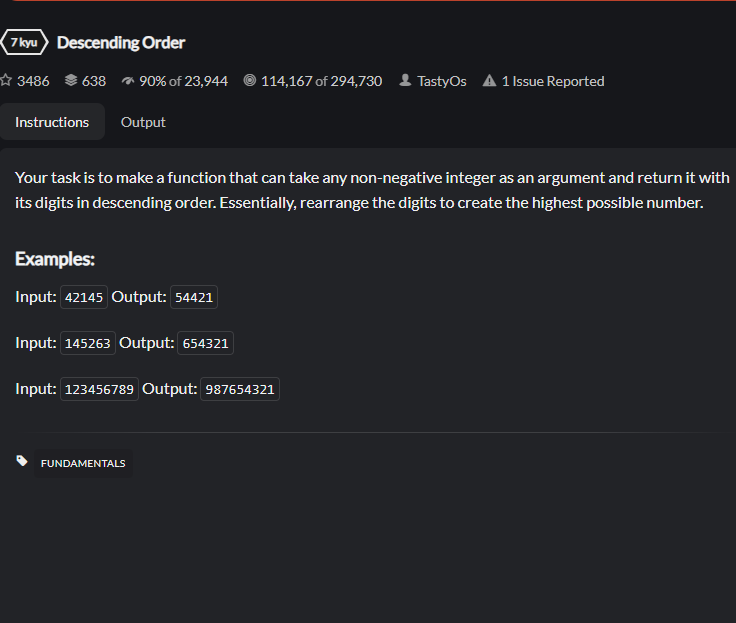 7 kyu Descending Order
3486 638 90% of 23,944 114,167 of 294,730 TastyOs 1 Issue Reported
Instructions Output
Your task is to make a function that can take any non-negative integer as an argument and return it with
its digits in descending order. Essentially, rearrange the digits to create the highest possible number.
Examples:
Input: 42145 Output: 54421
Input: 145263 Output: 654321
Input: 123456789 Output: 987654321
FUNDAMENTALS